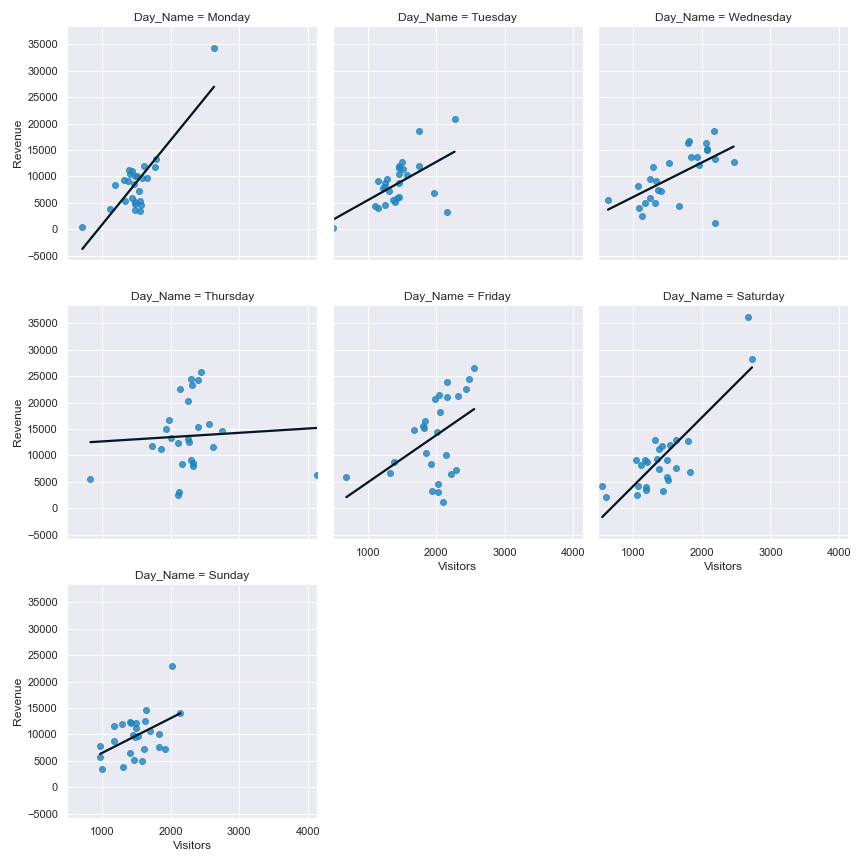 Day_Name = Monday
Day_Name = Tuesday
Day_Name = Wednesday
35000
30000
25000
20000
15000
10000
5000
0
−5000
Revenue
Day_Name = Thursday
Day_Name = Friday
Day_Name = Saturday
35000
30000
25000
20000
15000
10000
5000
0
−5000
Revenue
1000 2000 3000 4000
Visitors
1000 2000 3000 4000
Visitors
Day_Name = Sunday
35000
30000
25000
20000
15000
10000
5000
0
−5000
Revenue
1000 2000 3000 4000
Visitors